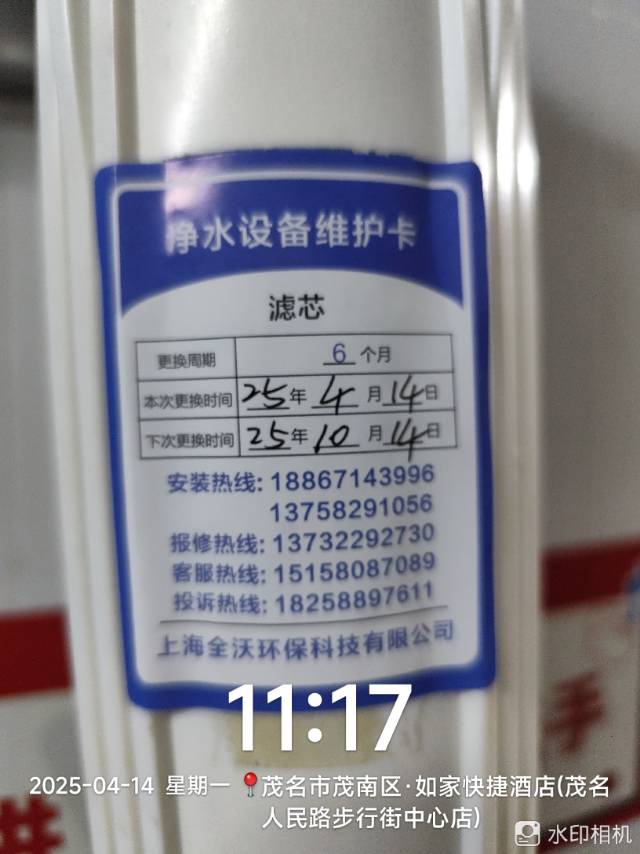 净水设备维护卡
滤芯
更换周期 6 个月
本次更换时间 25年 4 月 14日
下次更换时间 25年 10 月 14日
安装热线: 18867143996
13758291056
报修热线: 13732292730
客服热线: 15158087089
投诉热线: 18258897611
上海全沃环保科技有限公司
手
11:17
2025-04-14 星期一 📍茂名市茂南区·如家快捷酒店(茂名
人民路步行街中心店)
水印相机